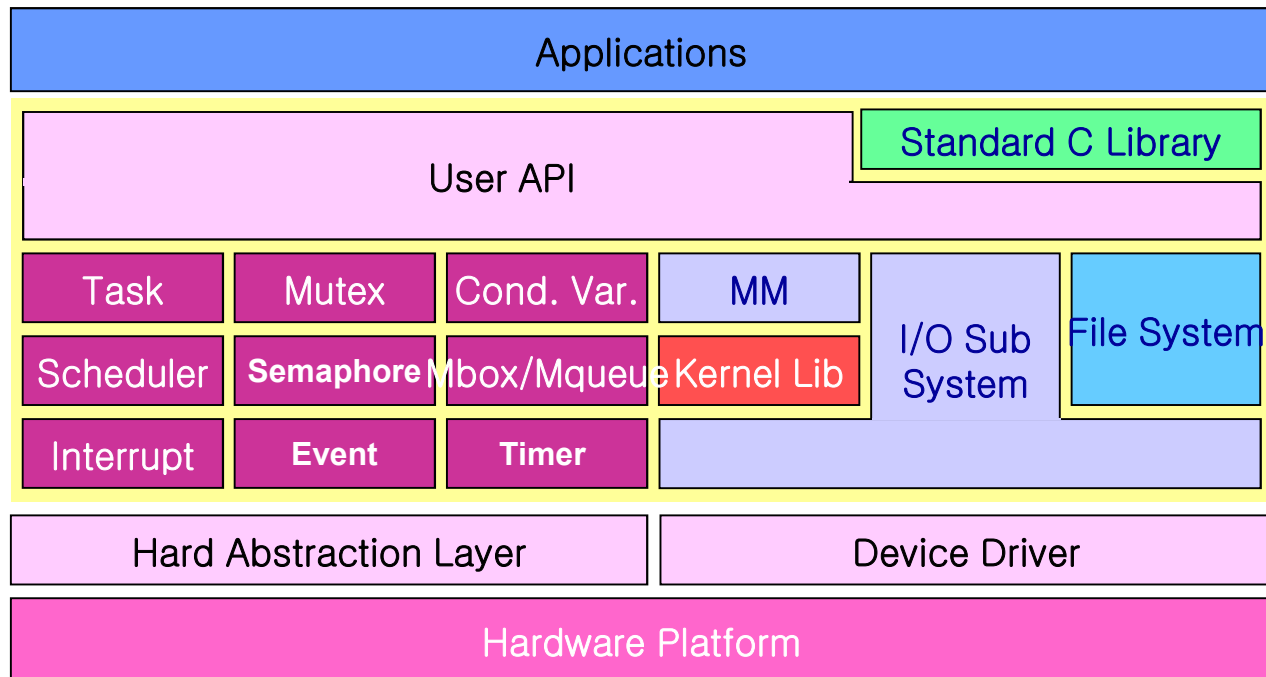 Applications
Standard C Library
User API
Task
Mutex
Cond. Var.
MM
I/O Sub
System
File System
Scheduler
Semaphore
Mbox/Mqueue
Kernel Lib
Interrupt
Event
Timer
Hard Abstraction Layer
Device Driver
Hardware Platform